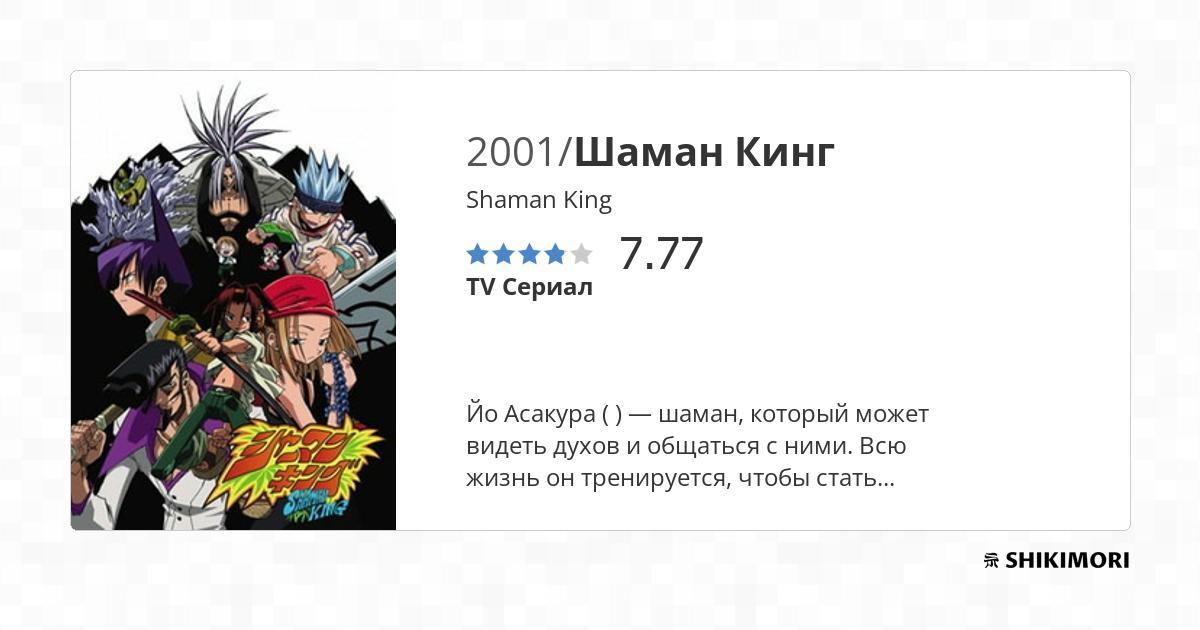 2001/Шаман Кинг
Shaman King
7.77
TV Сериал
Йо Асакура ( ) — шаман, который может
видеть духов и общаться с ними. Всю
жизнь он тренируется, чтобы стать...
シャーマン
キング
SHAMAN
KING
SHIKIMORI